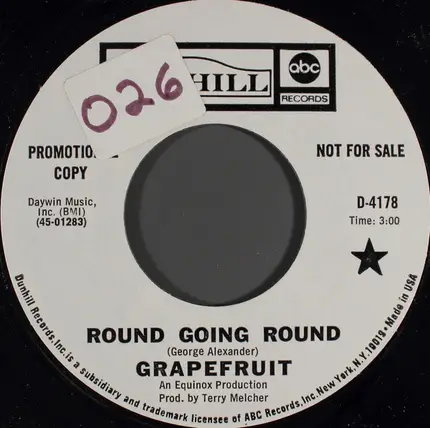 026
HILL
abc
RECORDS
PROMOTIO
COPY
NOT FOR SALE
Daywin Music,
Inc. (BMI)
(45-01283)
D-4178
Time: 3:00
ROUND GOING ROUND
(George Alexander)
GRAPEFRUIT
An Equinox Production
Prod. by Terry Melcher
Dunhill Records, Inc. is a subsidiary and trademark licensee of ABC Records, Inc. New York, N.Y. 10019 • Made in USA